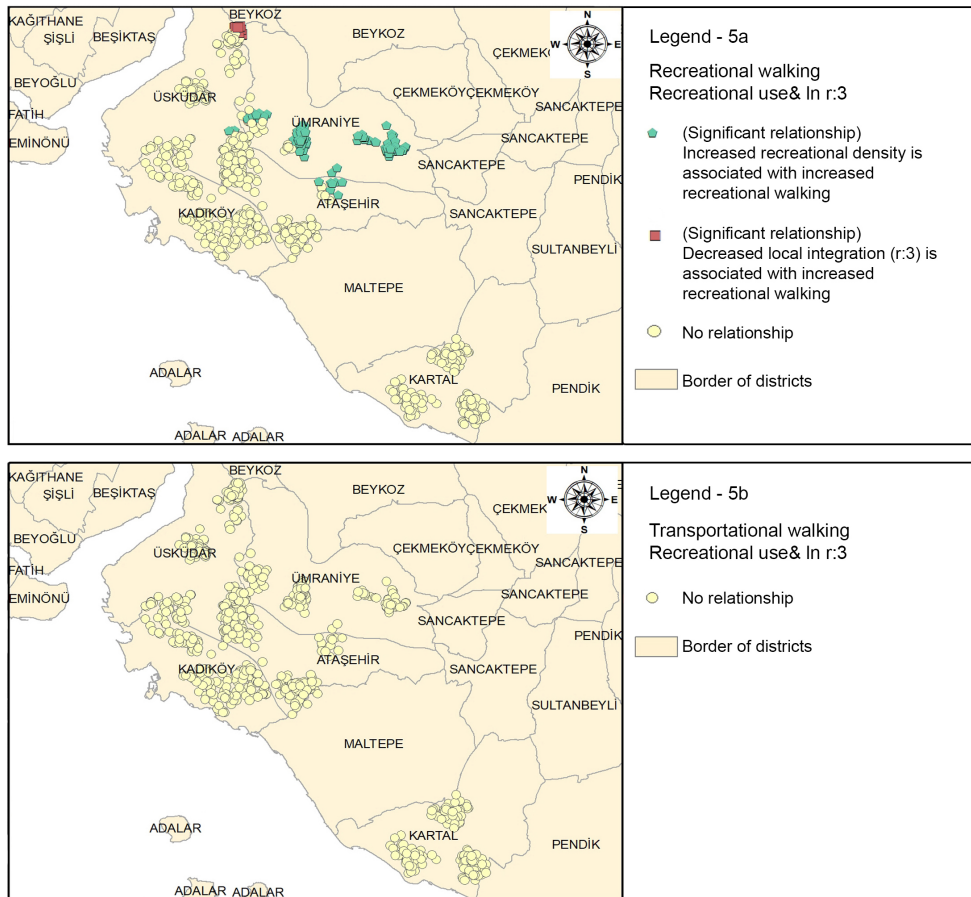 BEYKOZ
KAĞITHANE
ŞİŞLİ
BEŞİKTAŞ
BEYKOZ
N
W
E
S
ÇEKMEKÖ
BEYOĞLU
ÜSKÜDAR
ÇEKMEKÖYÇEKMEKÖY
SANCAKTEPE
FATİH
ÜMRANİYE
EMİNÖNÜ
SANCAKTEPE
SANCAKTEPE
PENDİK
ATAŞEHİR
KADIKÖY
SANCAKTEPE
SULTANBEYLİ
MALTEPE
ADALAR
KARTAL
PENDİK
ADALAR
ADALAR
Legend - 5a
Recreational walking
Recreational use& ln r:3
(Significant relationship)
Increased recreational density is
associated with increased
recreational walking
(Significant relationship)
Decreased local integration (r:3) is
associated with increased
recreational walking
No relationship
Border of districts
BEYKOZ
KAĞITHANE
ŞİŞLİ
BEŞİKTAŞ
BEYKOZ
N
W
E
S
ÇEKMEK
BEYOĞLU
ÜSKÜDAR
ÇEKMEKÖYÇEKMEKÖY
SANCAKTEPE
FATİH
ÜMRANİYE
EMİNÖNÜ
SANCAKTEPE
SANCAKTEPE
PENDİK
ATAŞEHİR
KADIKÖY
SANCAKTEPE
SULTANBEYLİ
MALTEPE
ADALAR
KARTAL
PENDİK
ADALAR
ADALAR
Legend - 5b
Transportational walking
Recreational use& ln r:3
No relationship
Border of districts